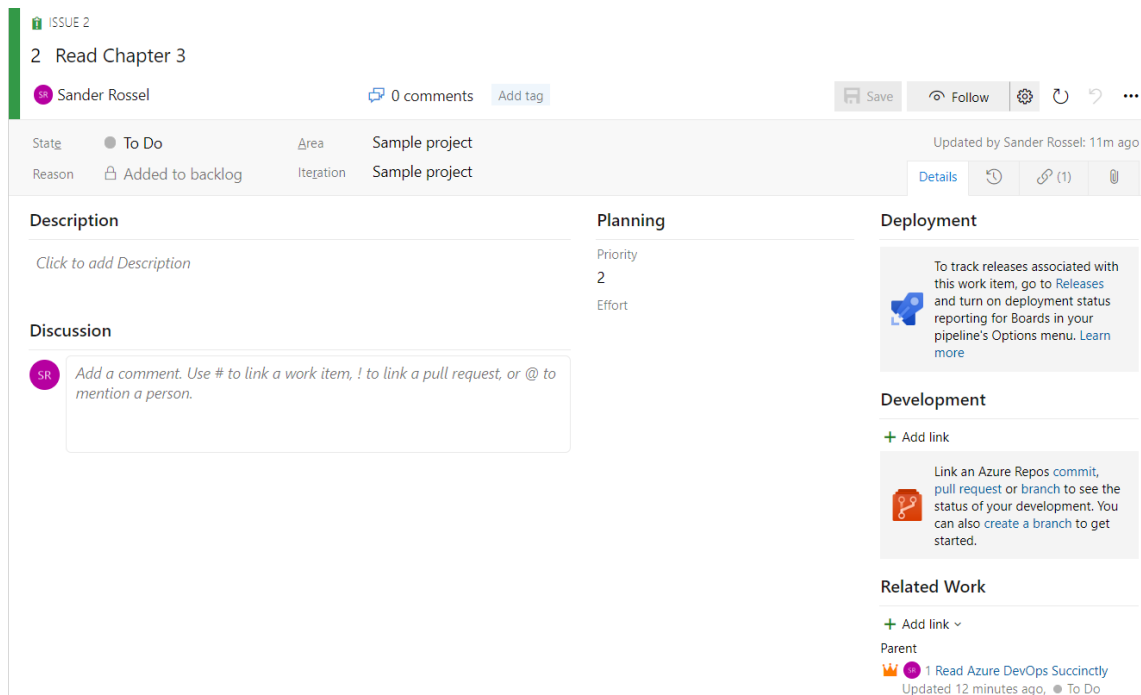 ISSUE 2
2 Read Chapter 3
SR Sander Rossel
0 comments
Add tag
Save
Follow
State
To Do
Area
Sample project
Updated by Sander Rossel: 11m ago
Reason
Added to backlog
Iteration
Sample project
Details
(1)
Description
Click to add Description
Discussion
SR
Add a comment. Use # to link a work item, ! to link a pull request, or @ to
mention a person.
Planning
Priority
2
Effort
Deployment
To track releases associated with
this work item, go to Releases
and turn on deployment status
reporting for Boards in your
pipeline's Options menu. Learn
more
Development
+ Add link
Link an Azure Repos commit,
pull request or branch to see the
status of your development. You
can also create a branch to get
started.
Related Work
+ Add link
Parent
SR 1 Read Azure DevOps Succinctly
Updated 12 minutes ago, To Do